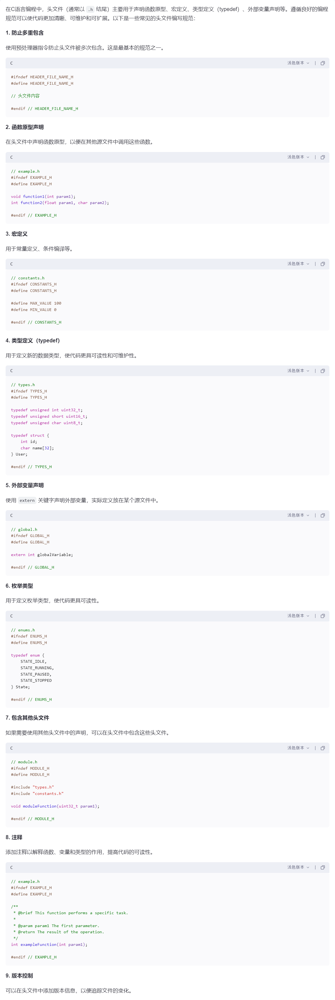 在C语言编程中，头文件（通常以 .h 结尾）主要用于声明函数原型、宏定义、类型定义（typedef）、外部变量声明等。遵循良好的编程
规范可以使代码更加清晰、可维护和可扩展。以下是一些常见的头文件编写规范：
1. 防止多重包含
使用预处理器指令防止头文件被多次包含。这是最基本的规范之一。
C 浅色版本
#ifndef HEADER_FILE_NAME_H
#define HEADER_FILE_NAME_H
// 头文件内容
#endif // HEADER_FILE_NAME_H
2. 函数原型声明
在头文件中声明函数原型，以便在其他源文件中调用这些函数。
C 浅色版本
// example.h
#ifndef EXAMPLE_H
#define EXAMPLE_H
void function1(int param1);
int function2(float param1, char param2);
#endif // EXAMPLE_H
3. 宏定义
用于常量定义、条件编译等。
C 浅色版本
// constants.h
#ifndef CONSTANTS_H
#define CONSTANTS_H
#define MAX_VALUE 100
#define MIN_VALUE 0
#endif // CONSTANTS_H
4. 类型定义（typedef）
用于定义新的数据类型，使代码更具可读性和可维护性。
C 浅色版本
// types.h
#ifndef TYPES_H
#define TYPES_H
typedef unsigned int uint32_t;
typedef unsigned short uint16_t;
typedef unsigned char uint8_t;
typedef struct {
    int id;
    char name[32];
} User;
#endif // TYPES_H
5. 外部变量声明
使用 extern 关键字声明外部变量，实际定义放在某个源文件中。
C 浅色版本
// global.h
#ifndef GLOBAL_H
#define GLOBAL_H
extern int globalVariable;
#endif // GLOBAL_H
6. 枚举类型
用于定义枚举类型，使代码更具可读性。
C 浅色版本
// enums.h
#ifndef ENUMS_H
#define ENUMS_H
typedef enum {
    STATE_IDLE,
    STATE_RUNNING,
    STATE_PAUSED,
    STATE_STOPPED
} State;
#endif // ENUMS_H
7. 包含其他头文件
如果需要使用其他头文件中的声明，可以在头文件中包含这些头文件。
C 浅色版本
// module.h
#ifndef MODULE_H
#define MODULE_H
#include "types.h"
#include "constants.h"
void moduleFunction(uint32_t param1);
#endif // MODULE_H
8. 注释
添加注释以解释函数、变量和类型的作用，提高代码的可读性。
C 浅色版本
// example.h
#ifndef EXAMPLE_H
#define EXAMPLE_H
/**
 * @brief This function performs a specific task.
 *
 * @param param1 The first parameter.
 * @return The result of the operation.
 */
int exampleFunction(int param1);
#endif // EXAMPLE_H
9. 版本控制
可以在头文件中添加版本信息，以便追踪文件的变化。